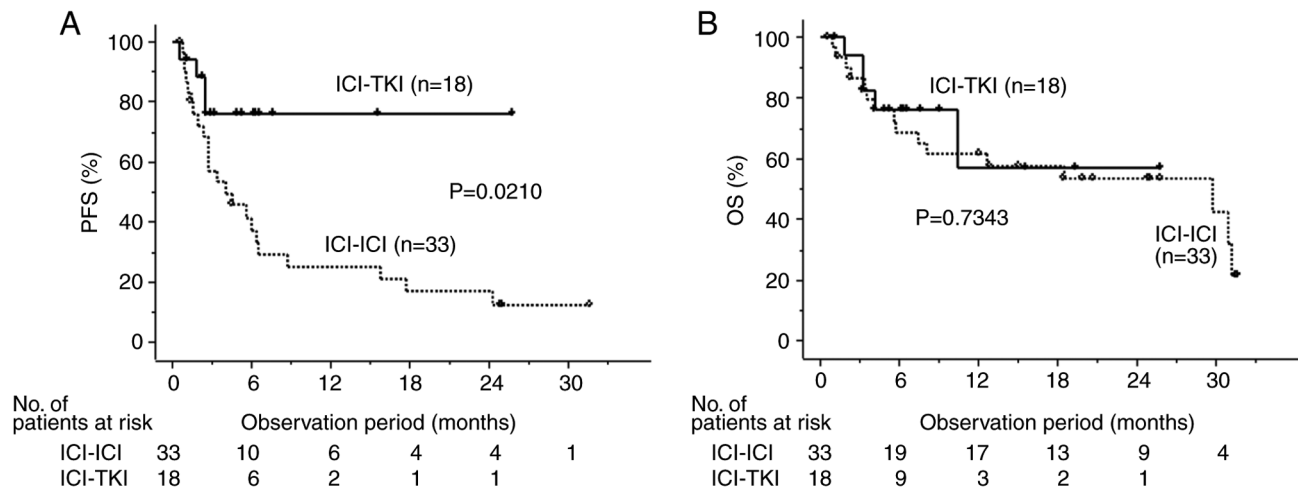 A
100
80
60
40
20
0
PFS (%)
ICI-TKI (n=18)
P=0.0210
ICI-ICI (n=33)
0 6 12 18 24 30
No. of
patients at risk Observation period (months)
ICI-ICI 33 10 6 4 4 1
ICI-TKI 18 6 2 1 1
B
100
80
60
40
20
0
OS (%)
ICI-TKI (n=18)
P=0.7343
ICI-ICI
(n=33)
0 6 12 18 24 30
No. of
patients at risk Observation period (months)
ICI-ICI 33 19 17 13 9 4
ICI-TKI 18 9 3 2 1